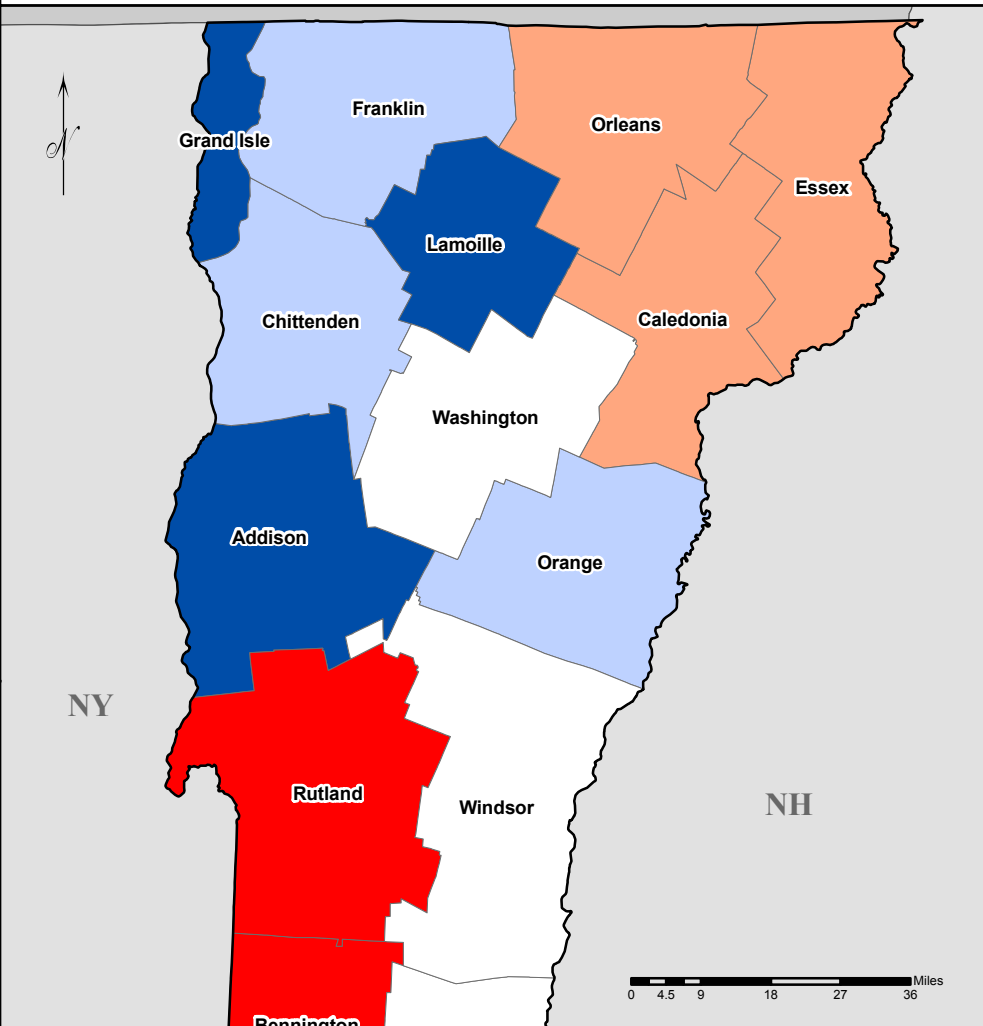 Franklin
Orleans
Grand Isle
N
Essex
Lamoille
Chittenden
Caledonia
Washington
Addison
Orange
NY
Rutland
NH
Windsor
Miles
0 4.5 9 18 27 36
Bennington